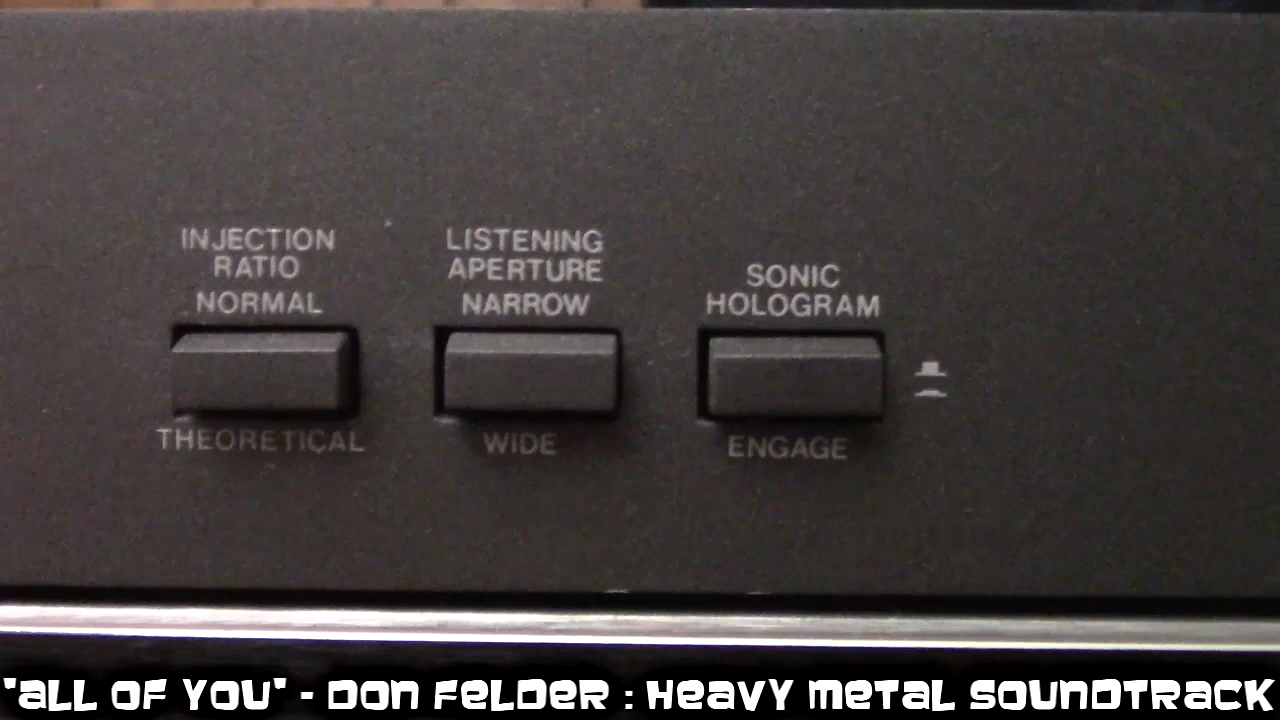 INJECTION
RATIO
NORMAL
THEORETICAL
LISTENING
APERTURE
NARROW
WIDE
SONIC
HOLOGRAM
ENGAGE
"ALL OF YOU" - DON FELDER : HEAVY METAL SOUNDTRACK